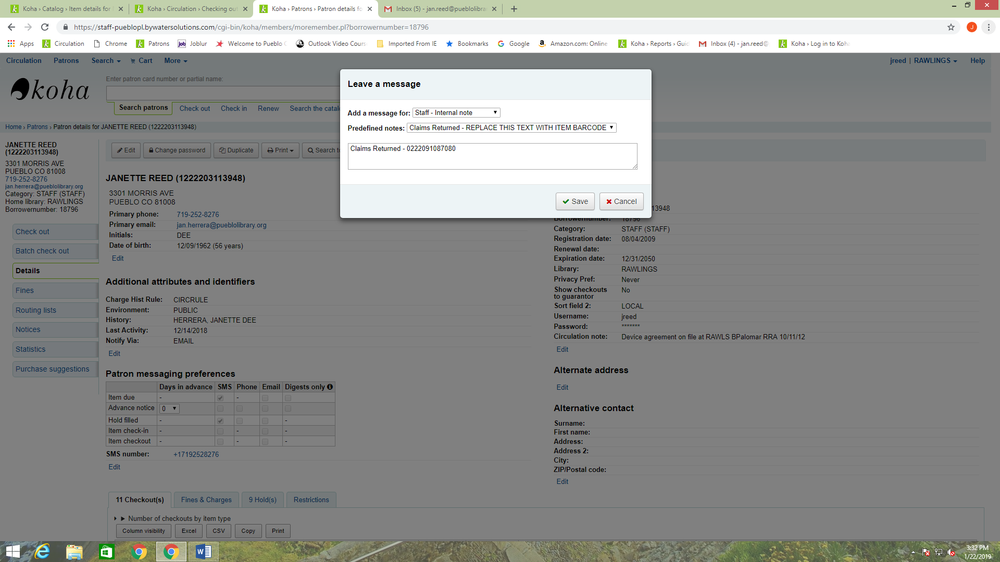 Koha › Catalog › Item details for
Koha › Circulation › Checking out
Koha › Patrons › Patron details fo
Inbox (5) - jan.reed@pueblolibra
https://staff-pueblopl.bywatersolutions.com/cgi-bin/koha/members/moremember.pl?borrowernumber=18796
J
Apps
Circulation
Chrome
Patrons
job
Joblur
Welcome to Pueblo
Outlook Video Cours
Imported From IE
Bookmarks
Google
Amazon.com: Online
Koha › Reports › Guid
Inbox (4) - jan.reed@
Koha › Log in to Koha
Circulation
Patrons
Search
Cart
More
jreed | RAWLINGS
Help
koha
Enter patron card number or partial name:
Search patrons
Check out
Check in
Renew
Search the catal
Home › Patrons › Patron details for JANETTE REED (1222203113948)
Leave a message
Add a message for: Staff - Internal note
Predefined notes: Claims Returned - REPLACE THIS TEXT WITH ITEM BARCODE
Claims Returned - 0222091087080
Save
Cancel
JANETTE REED
(1222203113948)
3301 MORRIS AVE
PUEBLO CO 81008
719-252-8276
jan.herrera@pueblolibrary.org
Category: STAFF (STAFF)
Home library: RAWLINGS
Borrowernumber: 18796
Check out
Batch check out
Details
Fines
Routing lists
Notices
Statistics
Purchase suggestions
Edit
Change password
Duplicate
Print
Search to
JANETTE REED (1222203113948)
3301 MORRIS AVE
PUEBLO CO 81008
Primary phone: 719-252-8276
Primary email: jan.herrera@pueblolibrary.org
Initials: DEE
Date of birth: 12/09/1962 (56 years)
Edit
Additional attributes and identifiers
Charge Hist Rule: CIRCRULE
Environment: PUBLIC
History: HERRERA, JANETTE DEE
Last Activity: 12/14/2018
Notify Via: EMAIL
Edit
Patron messaging preferences
Days in advance SMS Phone Email Digests only
Item due - -
Advance notice 0
Hold filled - -
Item check-in - - -
Item checkout - - -
SMS number: +17192528276
Edit
13948
Borrowernumber: 18796
Category: STAFF (STAFF)
Registration date: 08/04/2009
Renewal date:
Expiration date: 12/31/2050
Library: RAWLINGS
Privacy Pref: Never
Show checkouts No
to guarantor
Sort field 2: LOCAL
Username: jreed
Password: *******
Circulation note: Device agreement on file at RAWLS BPalomar RRA 10/11/12
Edit
Alternate address
Edit
Alternative contact
Surname:
First name:
Address:
Address 2:
City:
ZIP/Postal code:
Edit
11 Checkout(s)
Fines & Charges
9 Hold(s)
Restrictions
Number of checkouts by item type
Column visibility
Excel
CSV
Copy
Print
3:32 PM
1/22/2019